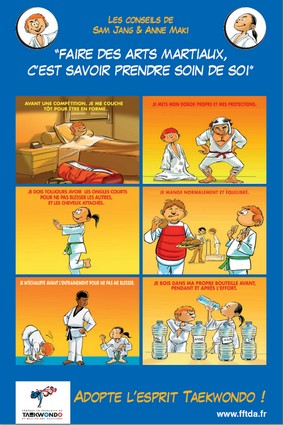 LES CONSEILS DE
SAM JANG & ANNE MAKI
"FAIRE DES ARTS MARTIAUX,
C'EST SAVOIR PRENDRE SOIN DE SOI"
AVANT UNE COMPÉTITION, JE ME COUCHE
TÔT POUR ÊTRE EN FORME.
JE METS MON DOBOK PROPRE ET MES PROTECTIONS.
JE DOIS TOUJOURS AVOIR LES ONGLES COURTS
POUR NE PAS BLESSER LES AUTRES,
ET LES CHEVEUX ATTACHÉS.
JE MANGE NORMALEMENT ET ÉQUILIBRÉ.
JE M'ÉCHAUFFE AVANT L'ENTRAINEMENT POUR NE PAS ME BLESSER.
JE BOIS DANS MA PROPRE BOUTEILLE AVANT,
PENDANT ET APRÈS L'EFFORT.
TAEKWONDO
ADOPTE L'ESPRIT TAEKWONDO !
www.fftda.fr